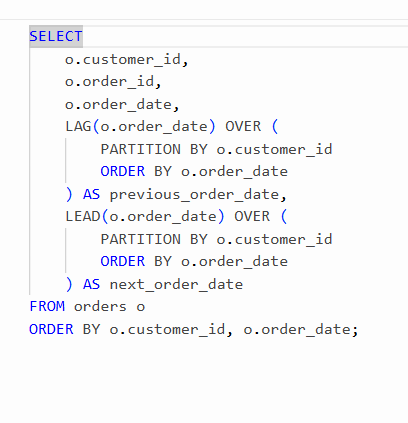 SELECT
    o.customer_id,
    o.order_id,
    o.order_date,
    LAG(o.order_date) OVER (
        PARTITION BY o.customer_id
        ORDER BY o.order_date
    ) AS previous_order_date,
    LEAD(o.order_date) OVER (
        PARTITION BY o.customer_id
        ORDER BY o.order_date
    ) AS next_order_date
FROM orders o
ORDER BY o.customer_id, o.order_date;